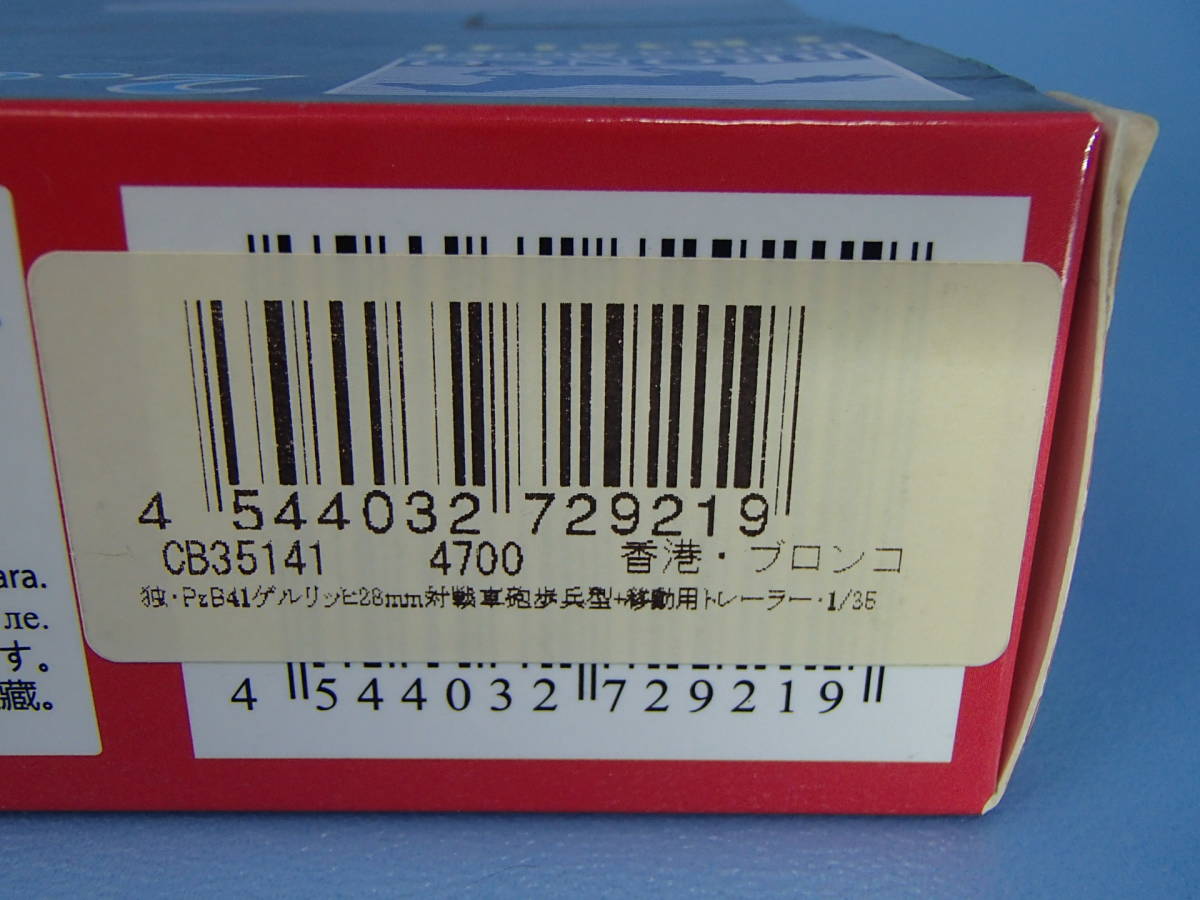 BRONCO
4 544032 729219
CB35141 4700 香港・ブロンコ
独・PzB41ゲルリッヒ28mm対戦車砲歩兵型+移動用トレーラー・1/35
4 544032 729219
ara.
ле.
す。
藏。